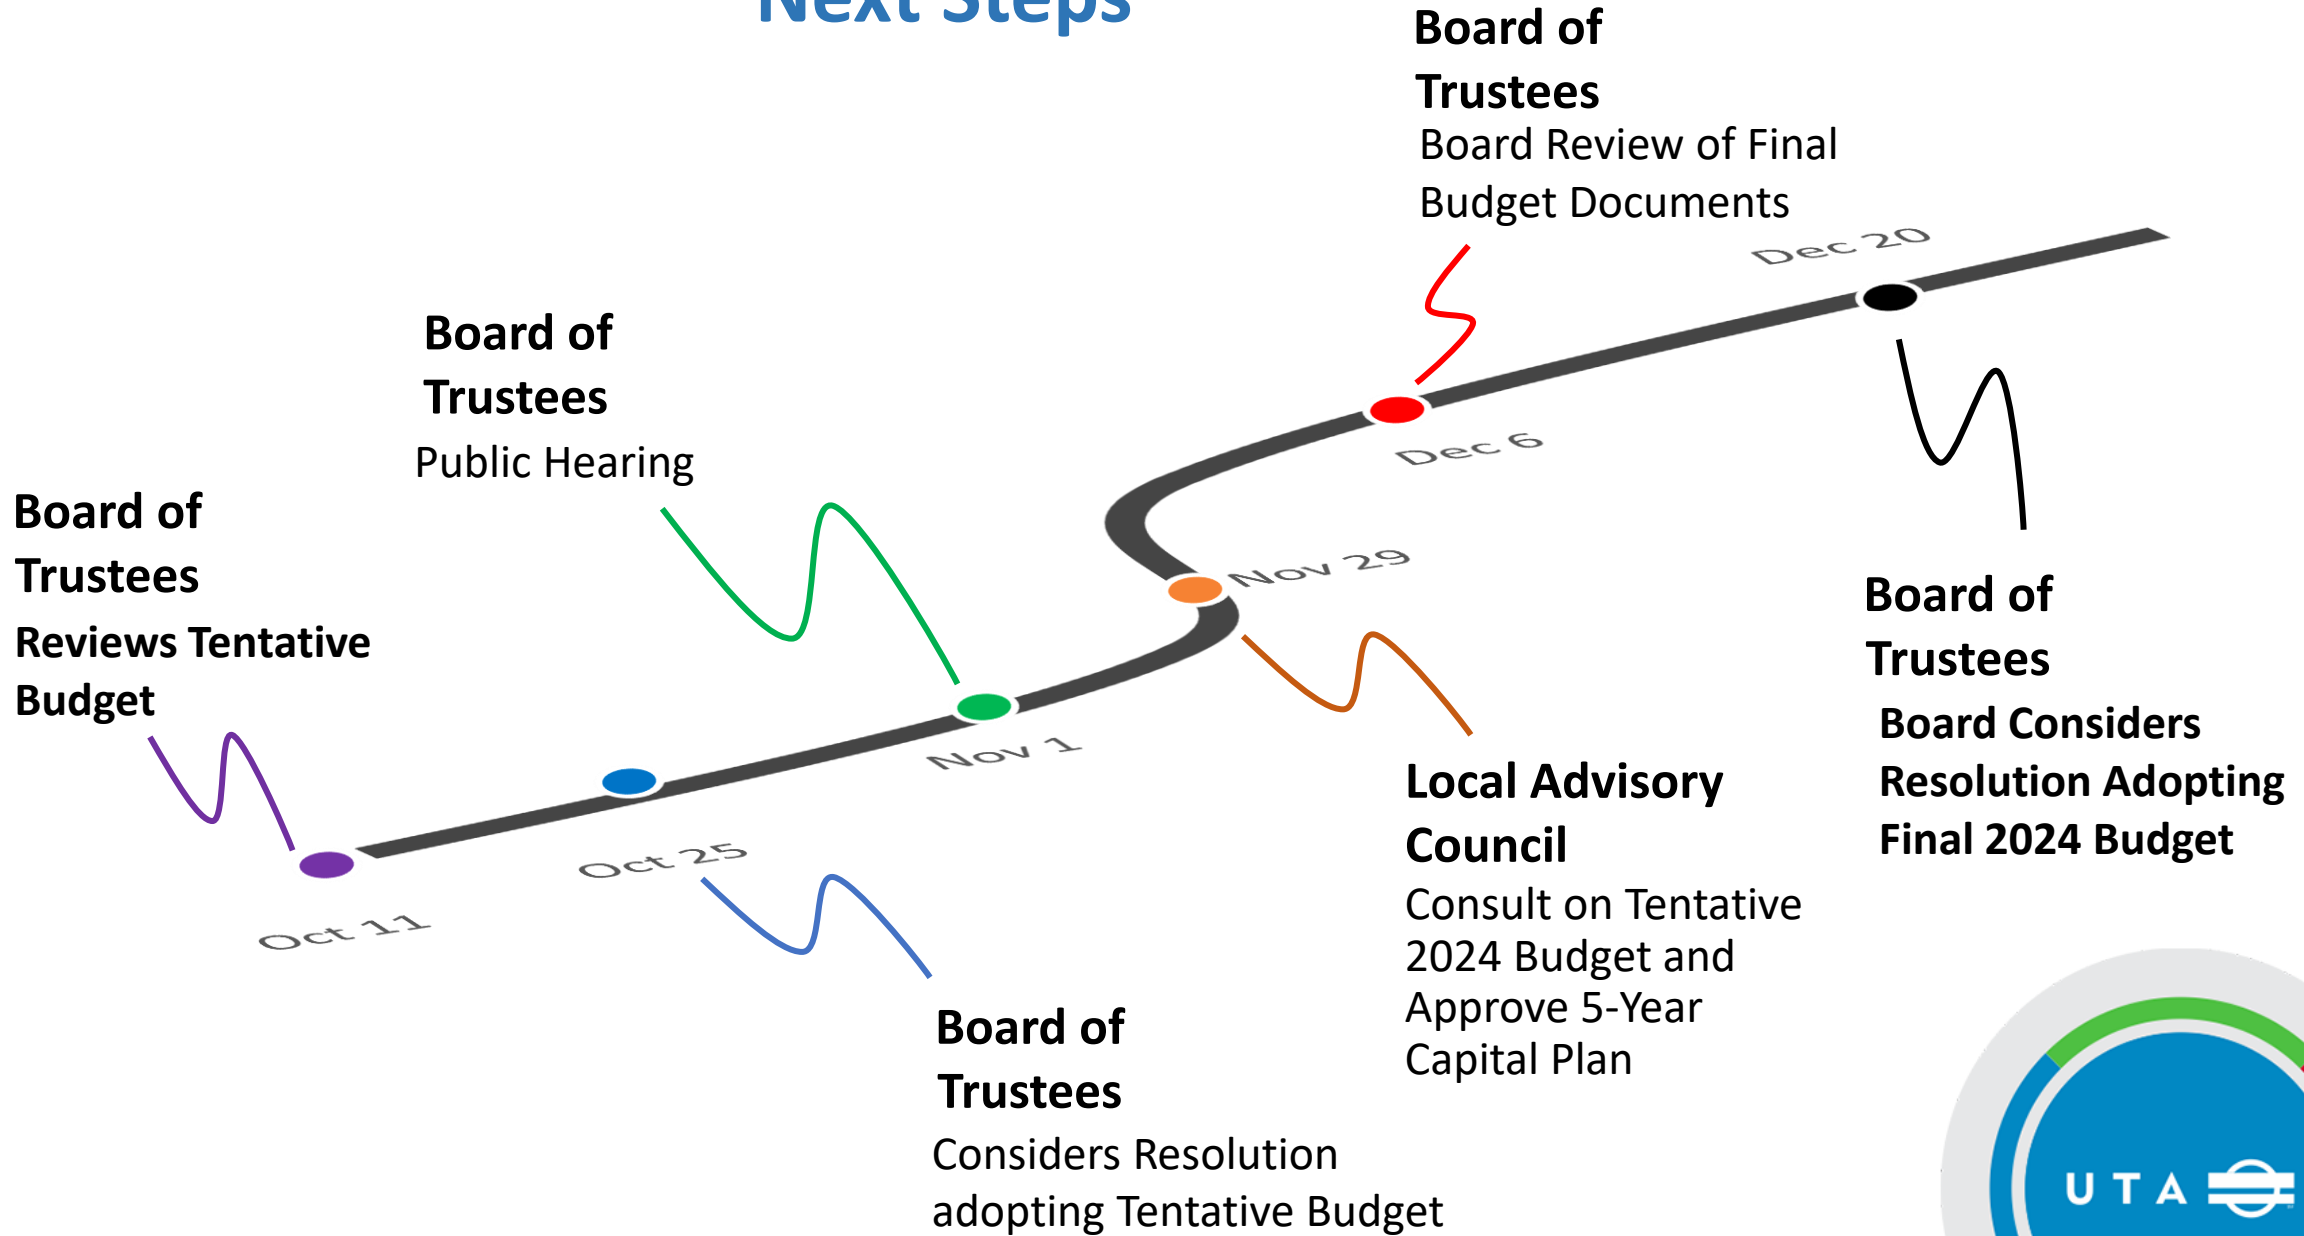 Next Steps
Board of
Trustees
Board Review of Final
Budget Documents
Dec 20
Board of
Trustees
Public Hearing
Dec 6
Board of
Trustees
Reviews Tentative
Budget
Nov 29
Board of
Trustees
Board Considers
Resolution Adopting
Final 2024 Budget
Nov 1
Local Advisory
Council
Consult on Tentative
2024 Budget and
Approve 5-Year
Capital Plan
Oct 25
Oct 11
Board of
Trustees
Considers Resolution
adopting Tentative Budget
UTA